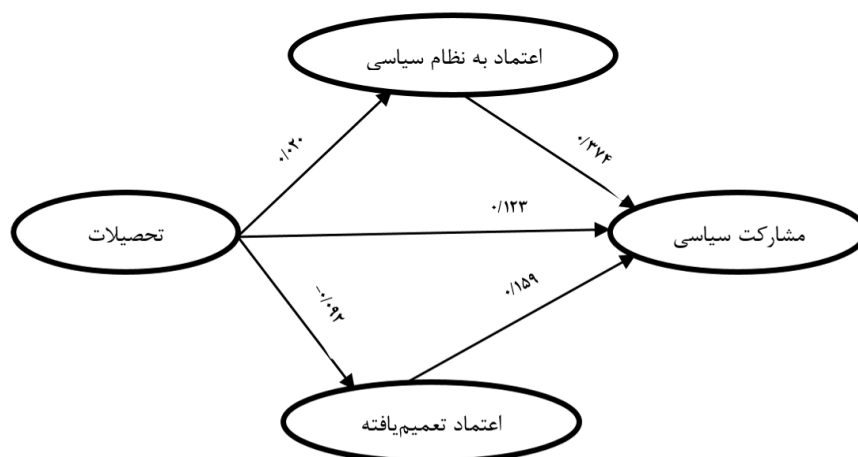 اعتماد به نظام سیاسی
۰/۰۲۰
۰/۳۷۴
۰/۱۲۳
تحصیلات
مشارکت سیاسی
-۰/۰۹۲
۰/۱۵۹
اعتماد تعمیم‌یافته